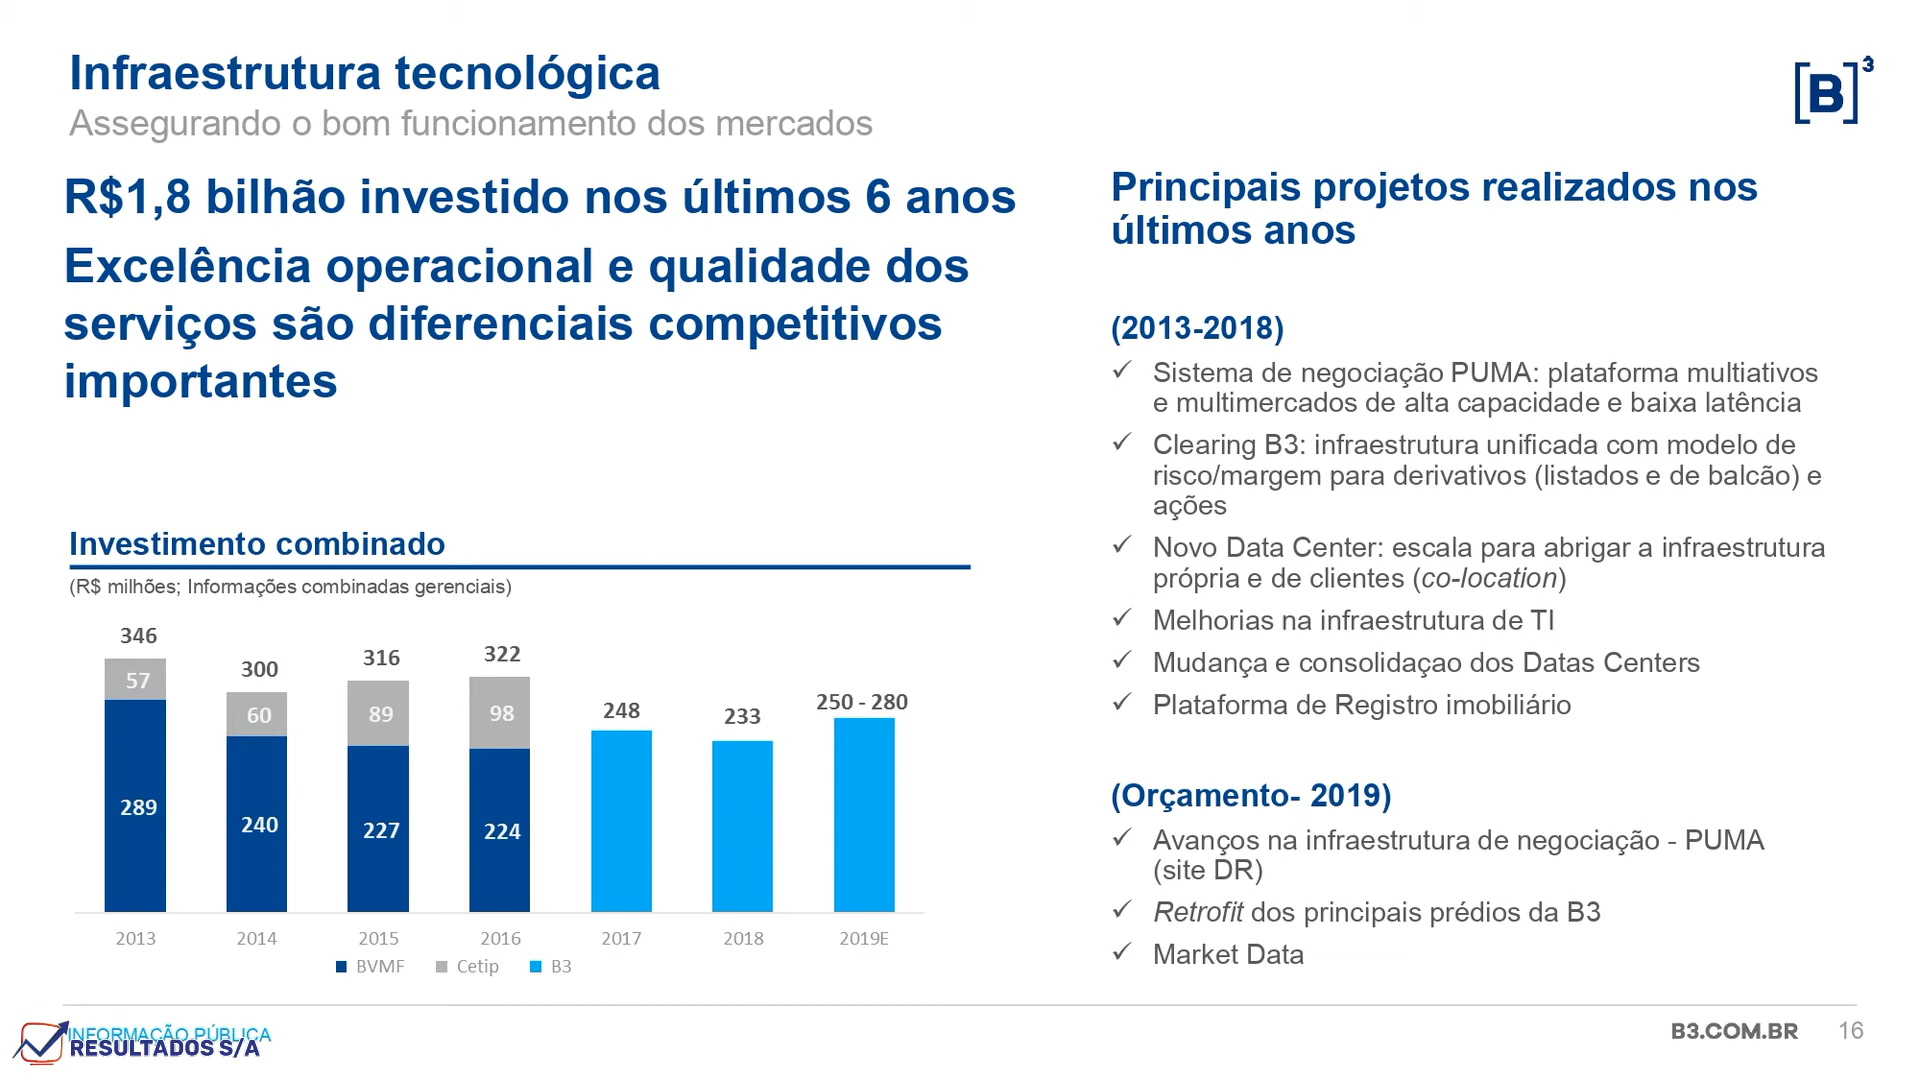 Infraestrutura tecnológica
Assegurando o bom funcionamento dos mercados
[B]³
R$1,8 bilhão investido nos últimos 6 anos
Excelência operacional e qualidade dos
serviços são diferenciais competitivos
importantes
Investimento combinado
(R$ milhões; Informações combinadas gerenciais)
346
300
316
322
248
233
250 - 280
57
60
89
98
289
240
227
224
2013
2014
2015
2016
2017
2018
2019E
BVMF
Cetip
B3
Principais projetos realizados nos
últimos anos
(2013-2018)
✓ Sistema de negociação PUMA: plataforma multiativos
e multimercados de alta capacidade e baixa latência
✓ Clearing B3: infraestrutura unificada com modelo de
risco/margem para derivativos (listados e de balcão) e
ações
✓ Novo Data Center: escala para abrigar a infraestrutura
própria e de clientes (co-location)
✓ Melhorias na infraestrutura de TI
✓ Mudança e consolidaçao dos Datas Centers
✓ Plataforma de Registro imobiliário
(Orçamento- 2019)
✓ Avanços na infraestrutura de negociação - PUMA
(site DR)
✓ Retrofit dos principais prédios da B3
✓ Market Data
INFORMAÇÃO PÚBLICA
RESULTADOS S/A
B3.COM.BR
16